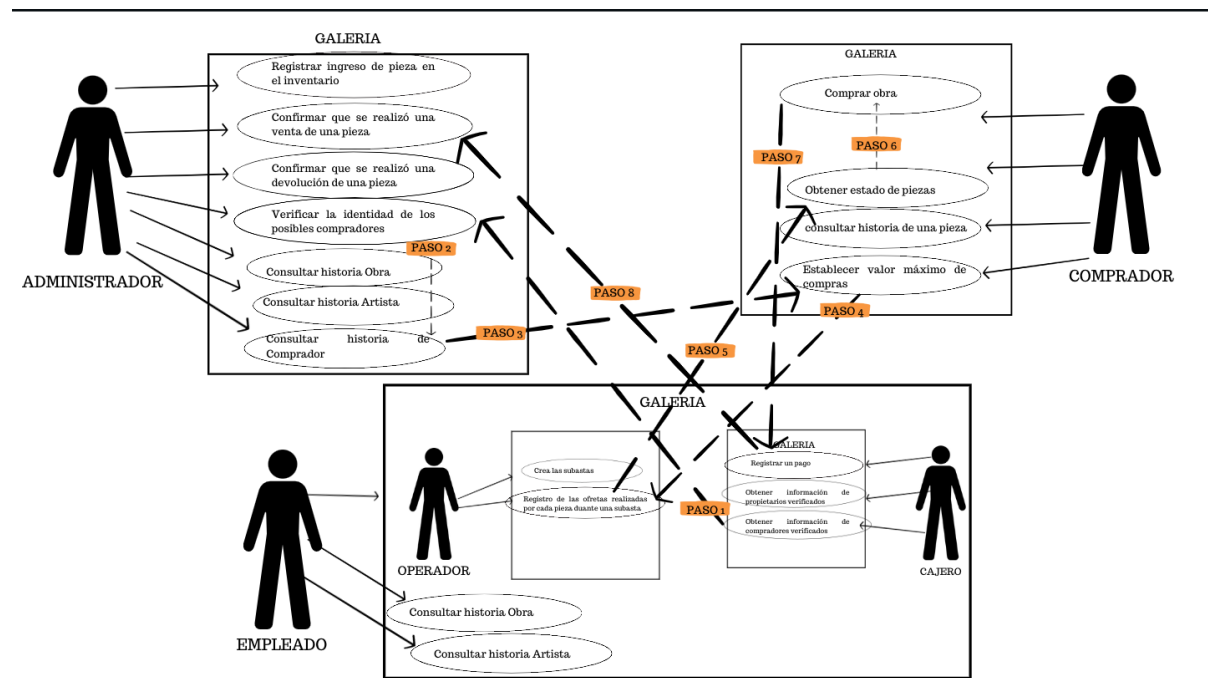 GALERIA
Registrar ingreso de pieza en
el inventario
Confirmar que se realizó una
venta de una pieza
Confirmar que se realizó una
devolución de una pieza
Verificar la identidad de los
posibles compradores
PASO 2
Consultar historia Obra
Consultar historia Artista
Consultar historia de
Comprador
ADMINISTRADOR
GALERIA
Comprar obra
PASO 6
PASO 7
Obtener estado de piezas
consultar historia de una pieza
Establecer valor máximo de
compras
COMPRADOR
PASO 8
PASO 3
PASO 4
PASO 5
GALERIA
Crea las subastas
Registro de las ofretas realizadas
por cada pieza duante una subasta
OPERADOR
PASO 1
GALERIA
Registrar un pago
Obtener información de
propietarios verificados
Obtener información de
compradores verificados
CAJERO
Consultar historia Obra
Consultar historia Artista
EMPLEADO